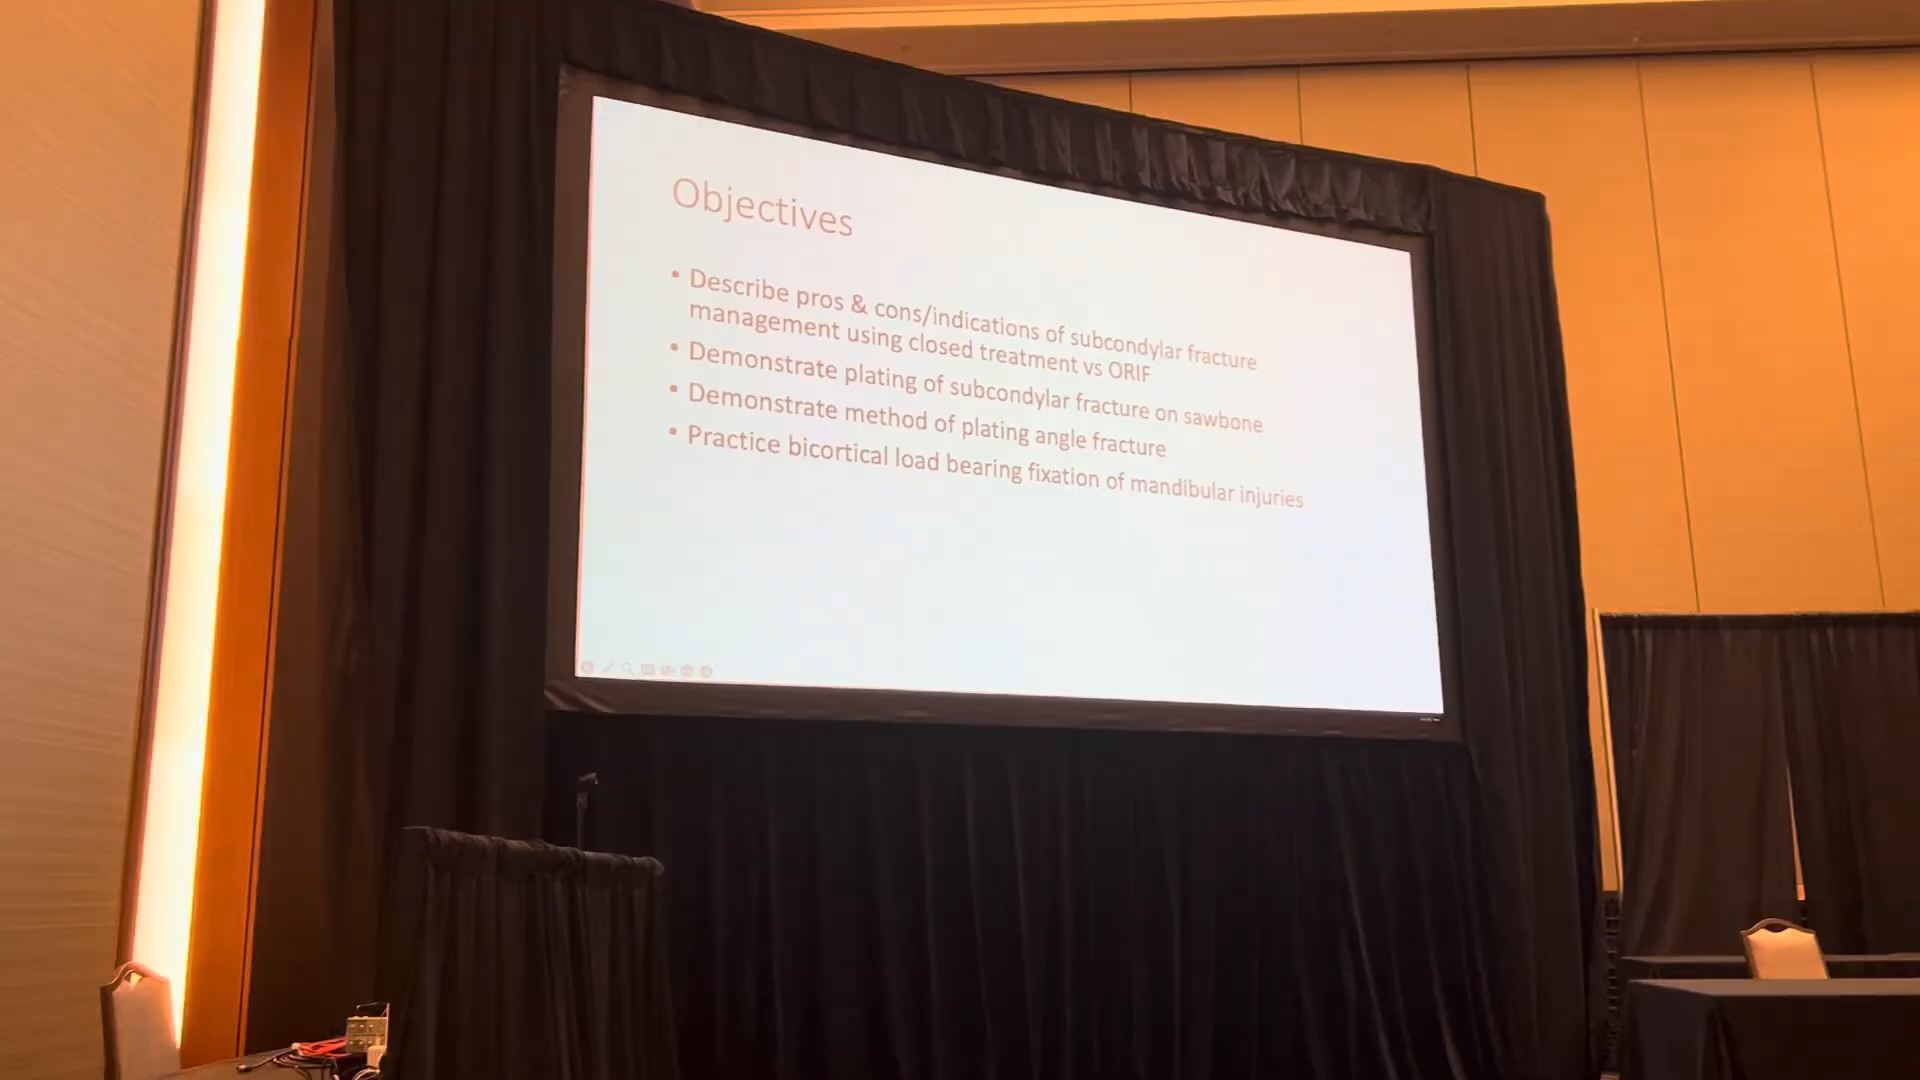 Objectives
• Describe pros & cons/indications of subcondylar fracture
management using closed treatment vs ORIF
• Demonstrate plating of subcondylar fracture on sawbone
• Demonstrate method of plating angle fracture
• Practice bicortical load bearing fixation of mandibular injuries